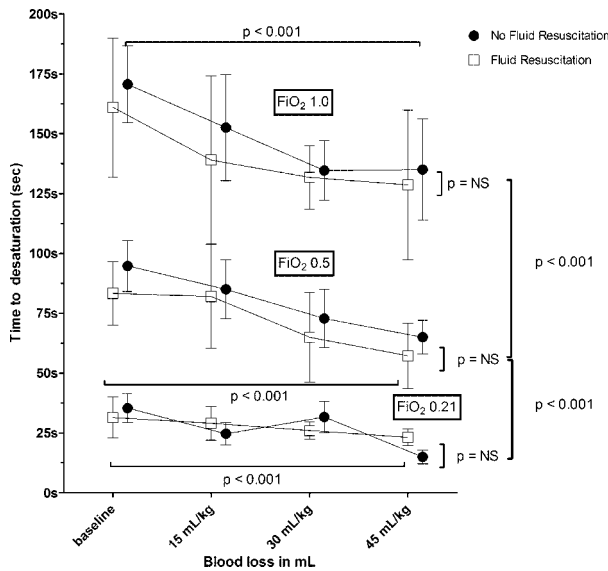 p < 0.001
No Fluid Resuscitation
Fluid Resuscitation
200s
175s
150s
125s
100s
75s
50s
25s
0s
Time to desaturation (sec)
FiO2 1.0
p = NS
p < 0.001
FiO2 0.5
p = NS
p < 0.001
FiO2 0.21
p < 0.001
p = NS
p < 0.001
baseline
15 mL/kg
30 mL/kg
45 mL/kg
Blood loss in mL